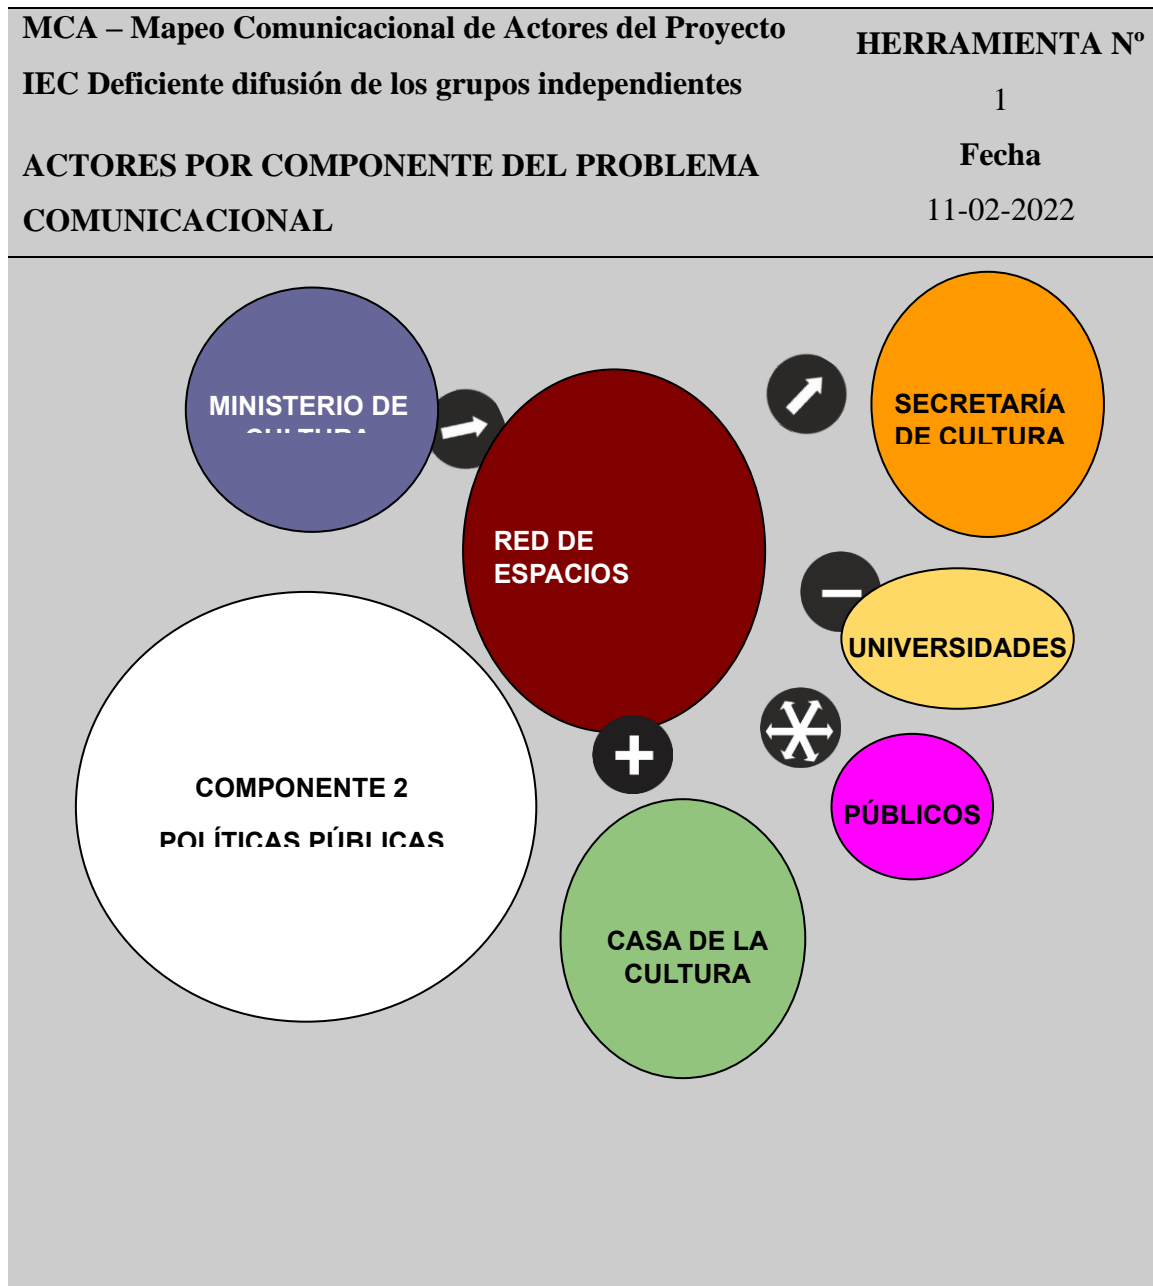 MCA – Mapeo Comunicacional de Actores del Proyecto
IEC Deficiente difusión de los grupos independientes
ACTORES POR COMPONENTE DEL PROBLEMA
COMUNICACIONAL
HERRAMIENTA Nº
1
Fecha
11-02-2022
MINISTERIO DE
CULTURA
SECRETARÍA
DE CULTURA
RED DE
ESPACIOS
UNIVERSIDADES
COMPONENTE 2
POLÍTICAS PÚBLICAS
PÚBLICOS
CASA DE LA
CULTURA